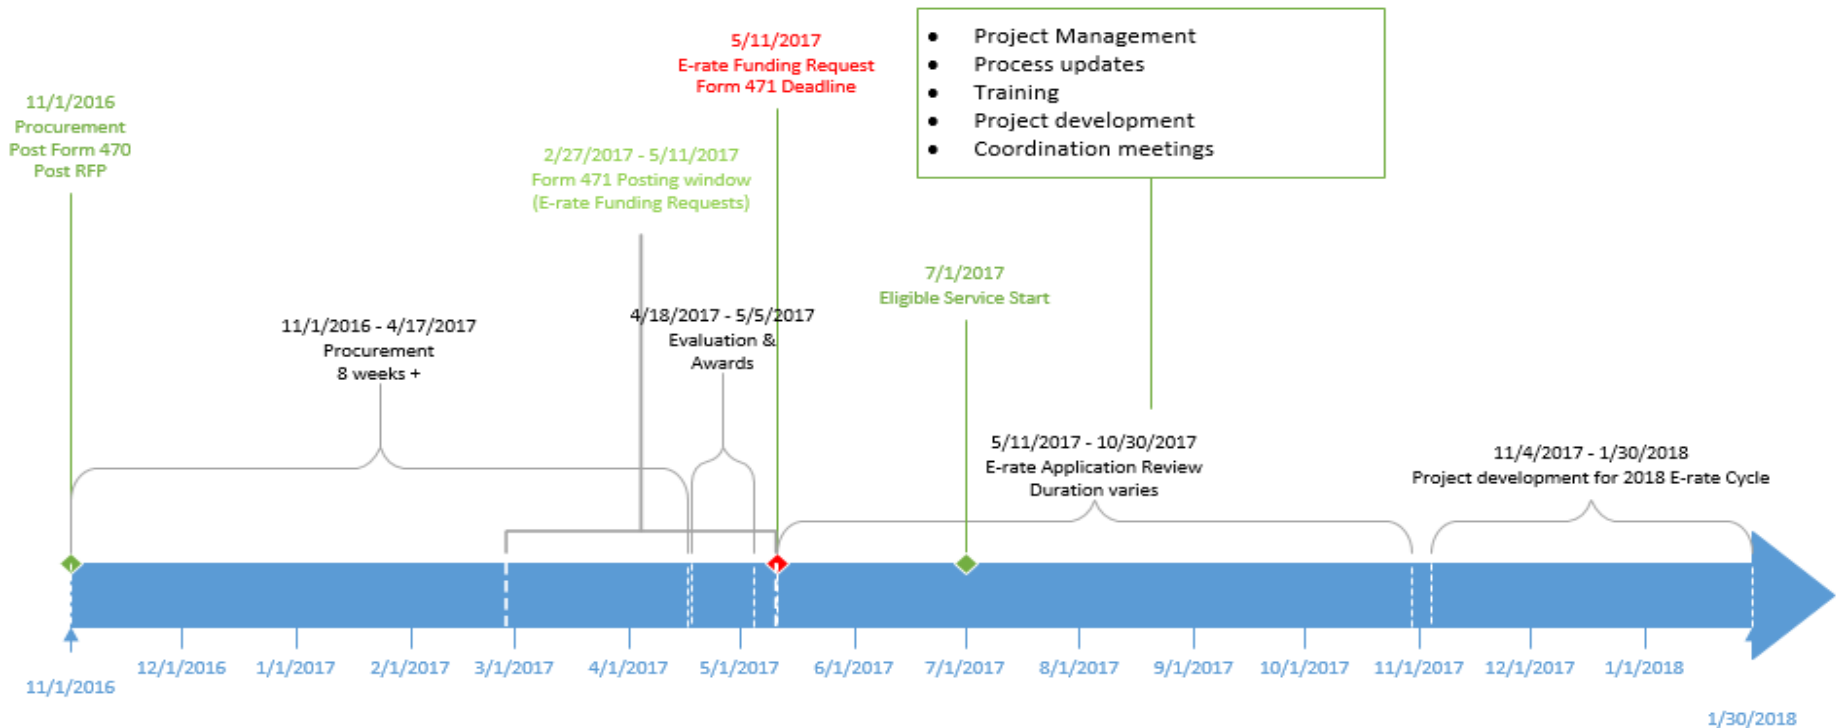 5/11/2017
E-rate Funding Request
Form 471 Deadline
● Project Management
● Process updates
● Training
● Project development
● Coordination meetings
11/1/2016
Procurement
Post Form 470
Post RFP
2/27/2017 - 5/11/2017
Form 471 Posting window
(E-rate Funding Requests)
7/1/2017
Eligible Service Start
11/1/2016 - 4/17/2017
Procurement
8 weeks +
4/18/2017 - 5/5/2017
Evaluation &
Awards
5/11/2017 - 10/30/2017
E-rate Application Review
Duration varies
11/4/2017 - 1/30/2018
Project development for 2018 E-rate Cycle
11/1/2016
12/1/2016
1/1/2017
2/1/2017
3/1/2017
4/1/2017
5/1/2017
6/1/2017
7/1/2017
8/1/2017
9/1/2017
10/1/2017
11/1/2017
12/1/2017
1/1/2018
1/30/2018